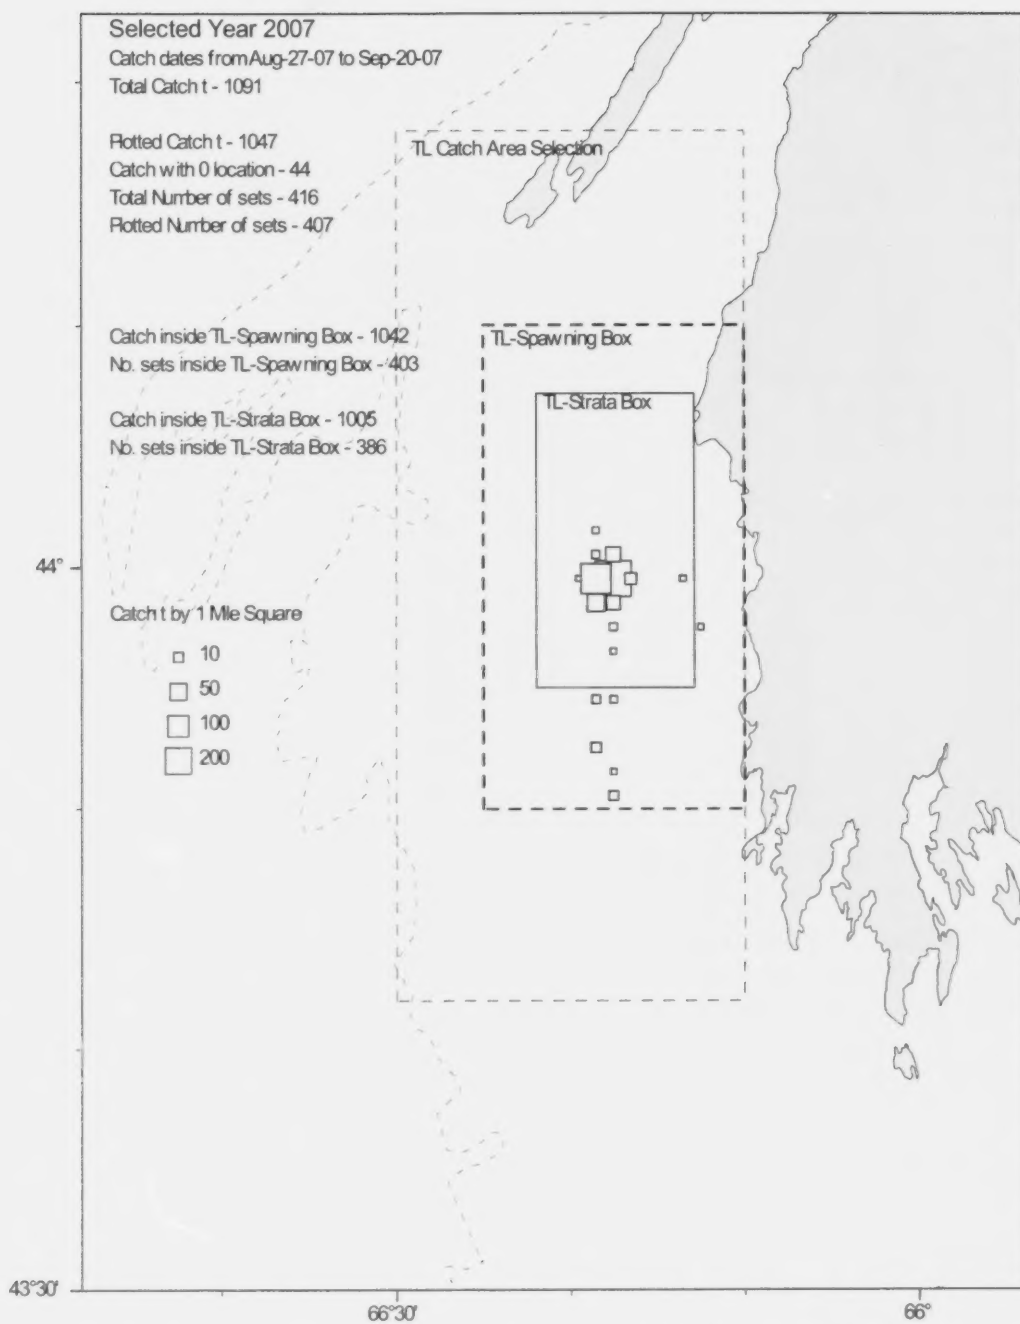 Selected Year 2007
Catch dates from Aug-27-07 to Sep-20-07
Total Catch t - 1091
Plotted Catch t - 1047
Catch with 0 location - 44
Total Number of sets - 416
Plotted Number of sets - 407
TL Catch Area Selection
Catch inside TL-Spawning Box - 1042
No. sets inside TL-Spawning Box - 403
TL-Spawning Box
Catch inside TL-Strata Box - 1005
No. sets inside TL-Strata Box - 386
TL-Strata Box
44°
Catch t by 1 Mile Square
10
50
100
200
43°30'
66°30'
66°